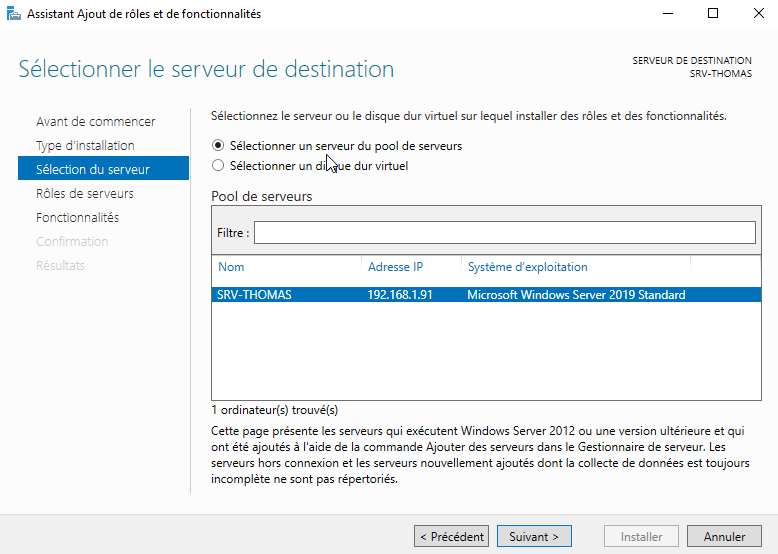 Assistant Ajout de rôles et de fonctionnalités
Sélectionner le serveur de destination
SERVEUR DE DESTINATION
SRV-THOMAS
Avant de commencer
Type d'installation
Sélection du serveur
Rôles de serveurs
Fonctionnalités
Confirmation
Résultats
Sélectionnez le serveur ou le disque dur virtuel sur lequel installer des rôles et des fonctionnalités.
Sélectionner un serveur du pool de serveurs
Sélectionner un disque dur virtuel
Pool de serveurs
Filtre :
Nom Adresse IP Système d'exploitation
SRV-THOMAS 192.168.1.91 Microsoft Windows Server 2019 Standard
1 ordinateur(s) trouvé(s)
Cette page présente les serveurs qui exécutent Windows Server 2012 ou une version ultérieure et qui
ont été ajoutés à l'aide de la commande Ajouter des serveurs dans le Gestionnaire de serveur. Les
serveurs hors connexion et les serveurs nouvellement ajoutés dont la collecte de données est toujours
incomplète ne sont pas répertoriés.
< Précédent Suivant > Installer Annuler